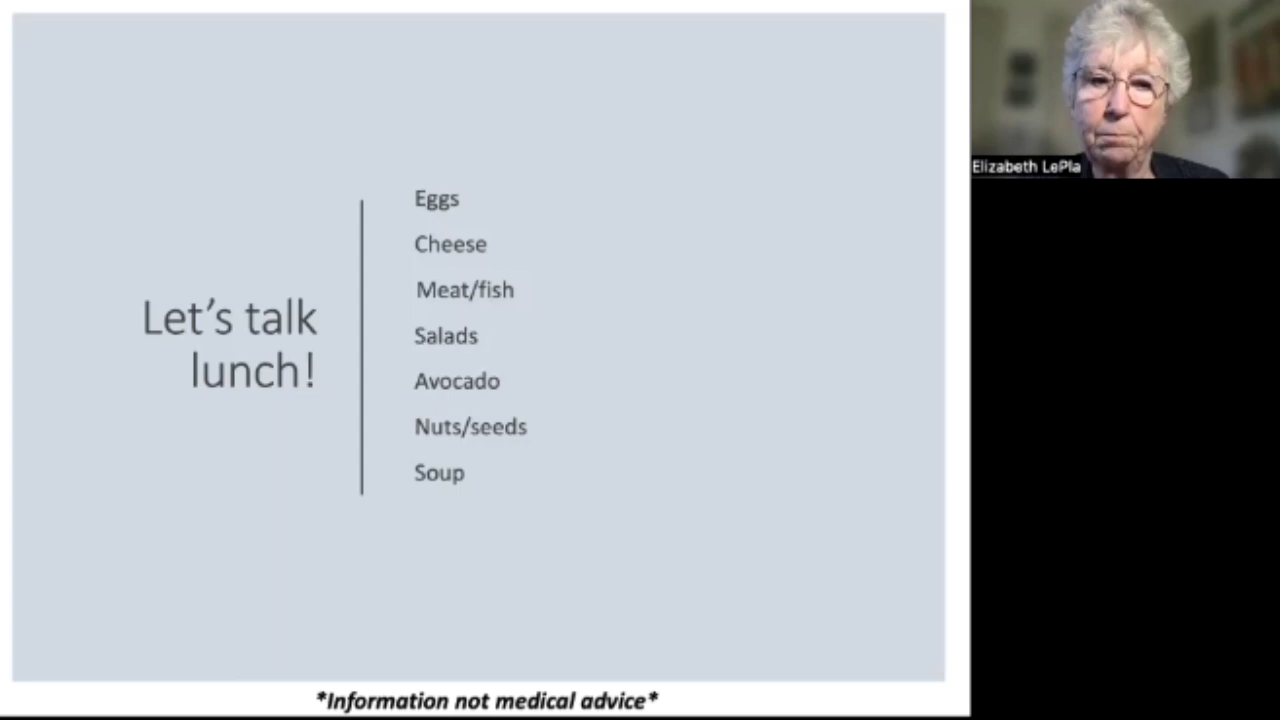 Let's talk
lunch!
Eggs
Cheese
Meat/fish
Salads
Avocado
Nuts/seeds
Soup
*Information not medical advice*
Elizabeth LePla